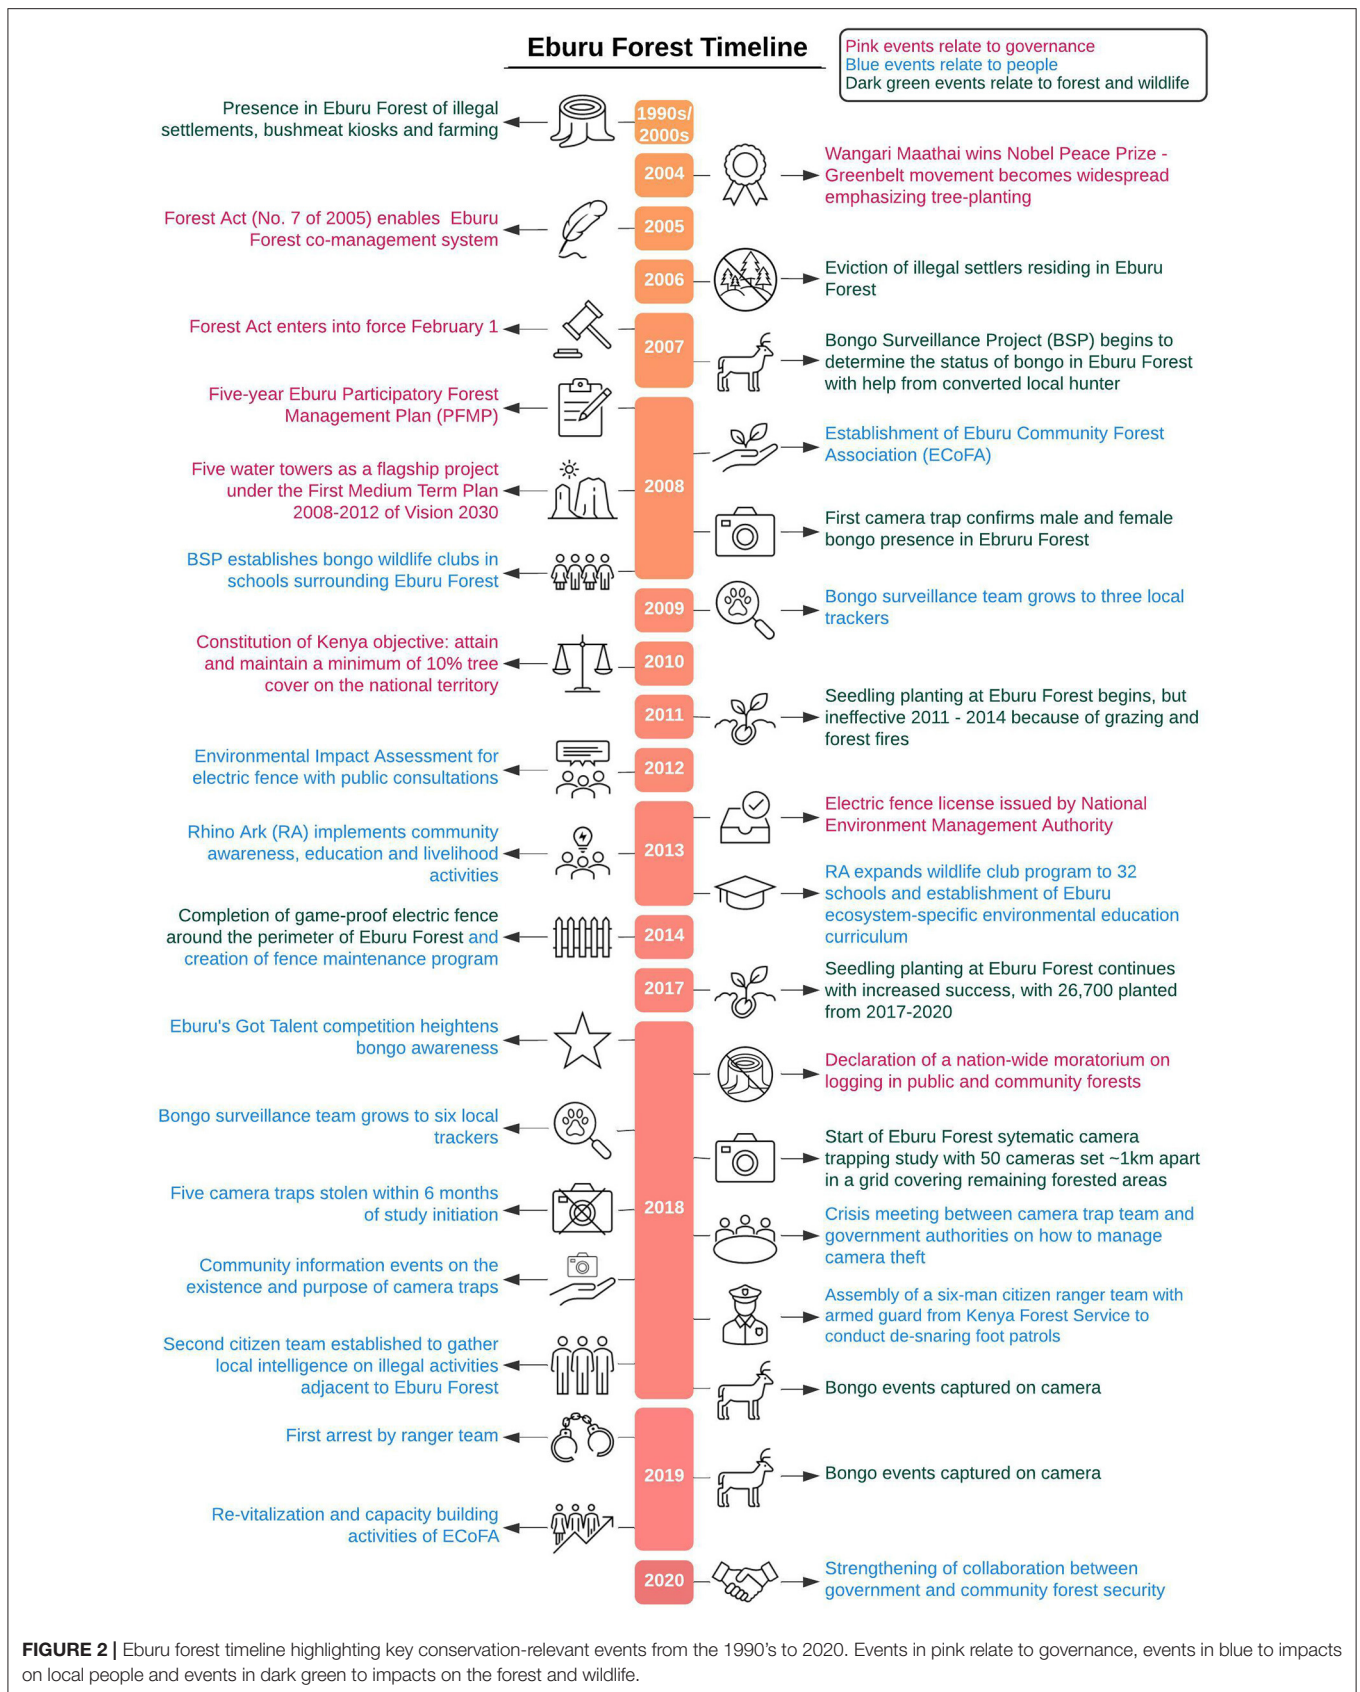 Eburu Forest Timeline
Pink events relate to governance
Blue events relate to people
Dark green events relate to forest and wildlife
Presence in Eburu Forest of illegal
settlements, bushmeat kiosks and farming
1990s/
2000s
2004
Wangari Maathai wins Nobel Peace Prize -
Greenbelt movement becomes widespread
emphasizing tree-planting
Forest Act (No. 7 of 2005) enables Eburu
Forest co-management system
2005
2006
Eviction of illegal settlers residing in Eburu
Forest
Forest Act enters into force February 1
2007
Bongo Surveillance Project (BSP) begins to
determine the status of bongo in Eburu Forest
with help from converted local hunter
Five-year Eburu Participatory Forest
Management Plan (PFMP)
Establishment of Eburu Community Forest
Association (ECoFA)
Five water towers as a flagship project
under the First Medium Term Plan
2008-2012 of Vision 2030
2008
First camera trap confirms male and female
bongo presence in Ebruru Forest
BSP establishes bongo wildlife clubs in
schools surrounding Eburu Forest
2009
Bongo surveillance team grows to three local
trackers
Constitution of Kenya objective: attain
and maintain a minimum of 10% tree
cover on the national territory
2010
2011
Seedling planting at Eburu Forest begins, but
ineffective 2011 - 2014 because of grazing and
forest fires
Environmental Impact Assessment for
electric fence with public consultations
2012
Electric fence license issued by National
Environment Management Authority
Rhino Ark (RA) implements community
awareness, education and livelihood
activities
2013
RA expands wildlife club program to 32
schools and establishment of Eburu
ecosystem-specific environmental education
curriculum
Completion of game-proof electric fence
around the perimeter of Eburu Forest and
creation of fence maintenance program
2014
2017
Seedling planting at Eburu Forest continues
with increased success, with 26,700 planted
from 2017-2020
Eburu's Got Talent competition heightens
bongo awareness
Declaration of a nation-wide moratorium on
logging in public and community forests
Bongo surveillance team grows to six local
trackers
Start of Eburu Forest sytematic camera
trapping study with 50 cameras set ~1km apart
in a grid covering remaining forested areas
Five camera traps stolen within 6 months
of study initiation
2018
Crisis meeting between camera trap team and
government authorities on how to manage
camera theft
Community information events on the
existence and purpose of camera traps
Assembly of a six-man citizen ranger team with
armed guard from Kenya Forest Service to
conduct de-snaring foot patrols
Second citizen team established to gather
local intelligence on illegal activities
adjacent to Eburu Forest
Bongo events captured on camera
First arrest by ranger team
2019
Bongo events captured on camera
Re-vitalization and capacity building
activities of ECoFA
2020
Strengthening of collaboration between
government and community forest security
FIGURE 2 | Eburu forest timeline highlighting key conservation-relevant events from the 1990's to 2020. Events in pink relate to governance, events in blue to impacts
on local people and events in dark green to impacts on the forest and wildlife.